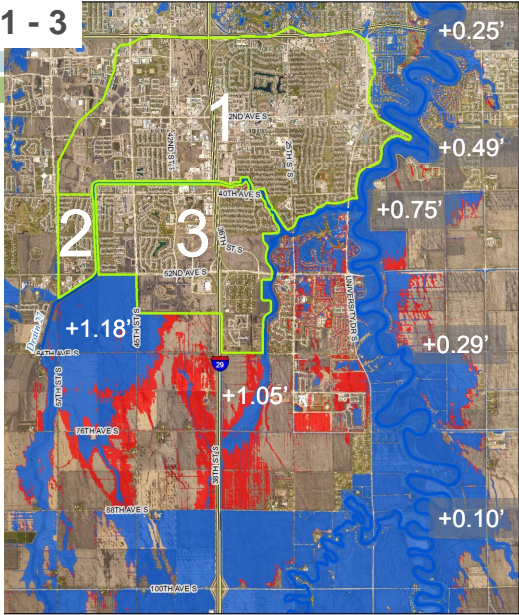 1 - 3
+0.25'
1
2ND AVE S
42ND ST S
25TH ST S
+0.49'
40TH AVE S
+0.75'
2
3
36TH ST S
52ND AVE S
UNIVERSITY DR S
+1.18'
45TH ST S
Drain 27
64TH AVE S
+0.29'
29
57TH ST S
+1.05'
76TH AVE S
38TH ST S
88TH AVE S
+0.10'
100TH AVE S